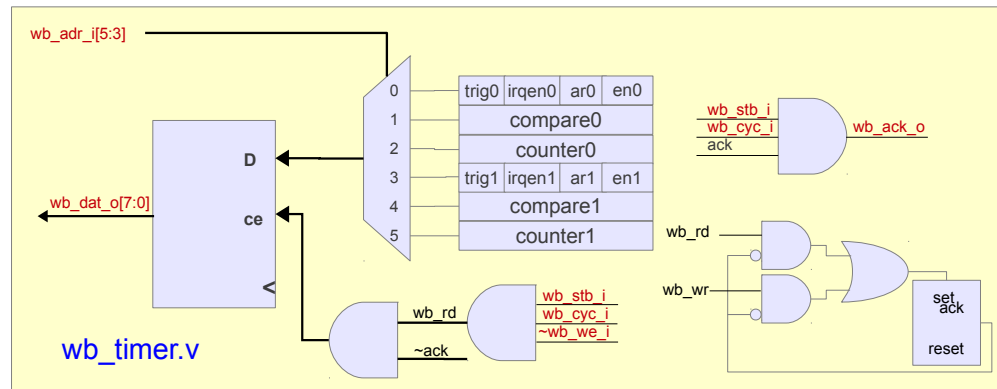 wb_adr_i[5:3]
0
trig0 irqen0 ar0 en0
1
compare0
2
counter0
3
trig1 irqen1 ar1 en1
4
compare1
5
counter1
D
ce
<
wb_dat_o[7:0]
wb_stb_i
wb_cyc_i
ack
wb_ack_o
wb_rd
wb_wr
set
ack
reset
wb_rd
~ack
wb_stb_i
wb_cyc_i
~wb_we_i
wb_timer.v